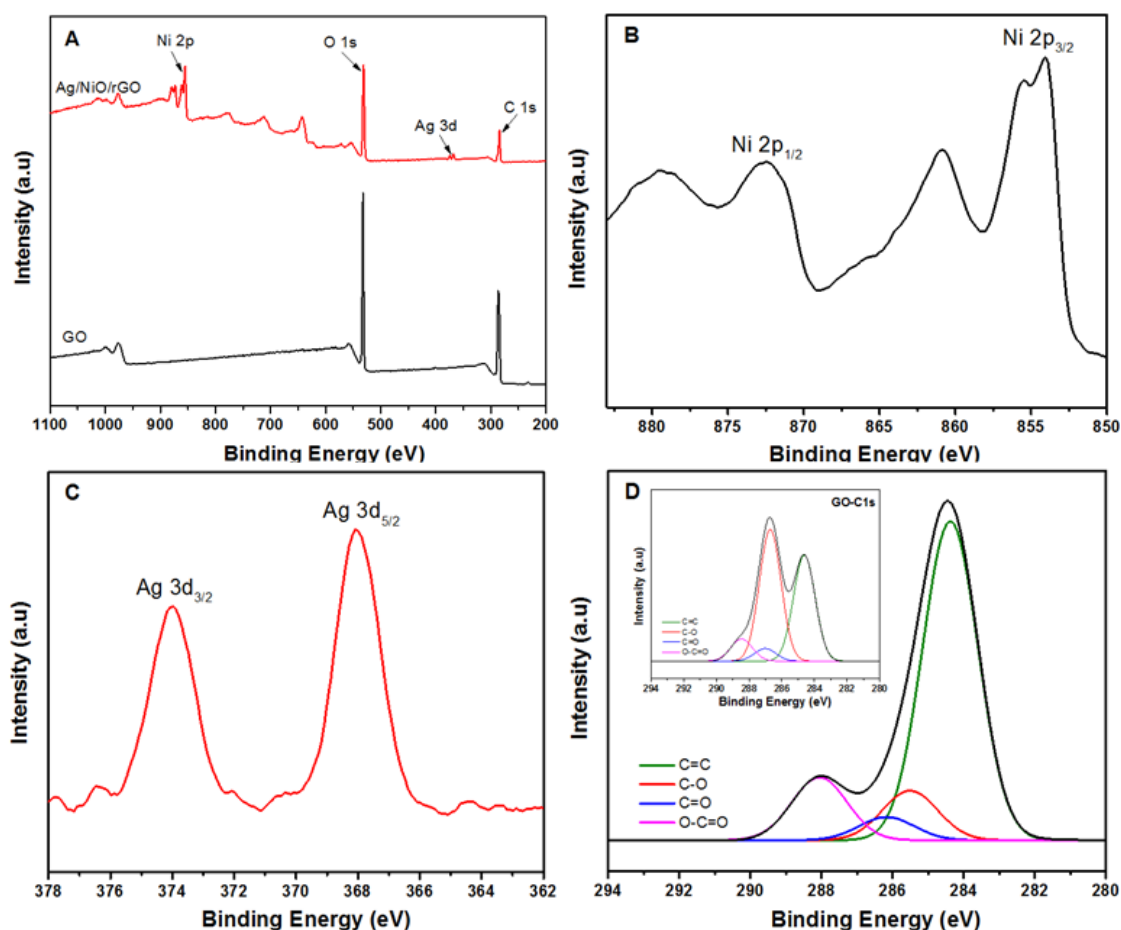 A
Ni 2p
O 1s
Ag/NiO/rGO
Ag 3d
C 1s
GO
Intensity (a.u)
1100 1000 900 800 700 600 500 400 300 200
Binding Energy (eV)
B
Ni 2p3/2
Ni 2p1/2
Intensity (a.u)
880 875 870 865 860 855 850
Binding Energy (eV)
C
Ag 3d5/2
Ag 3d3/2
Intensity (a.u)
378 376 374 372 370 368 366 364 362
Binding Energy (eV)
D
GO-C1s
Intensity (a.u)
C=C
C-O
C=O
O-C=O
294 292 290 288 286 284 282 280
Binding Energy (eV)
Intensity (a.u)
C=C
C-O
C=O
O-C=O
294 292 290 288 286 284 282 280
Binding Energy (eV)